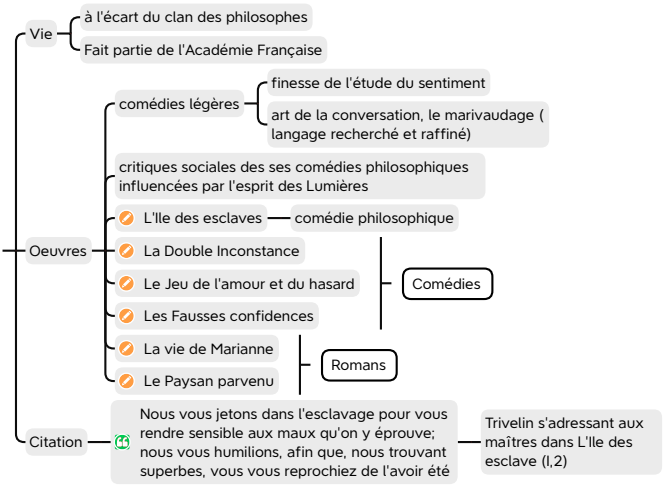 Vie
à l'écart du clan des philosophes
Fait partie de l'Académie Française
Oeuvres
comédies légères
finesse de l'étude du sentiment
art de la conversation, le marivaudage (
langage recherché et raffiné)
critiques sociales des ses comédies philosophiques
influencées par l'esprit des Lumières
L'Ile des esclaves
comédie philosophique
La Double Inconstance
Le Jeu de l'amour et du hasard
Les Fausses confidences
Comédies
La vie de Marianne
Le Paysan parvenu
Romans
Citation
Nous vous jetons dans l'esclavage pour vous
rendre sensible aux maux qu'on y éprouve;
nous vous humilions, afin que, nous trouvant
superbes, vous vous reprochiez de l'avoir été
Trivelin s'adressant aux
maîtres dans L'Ile des
esclave (I,2)